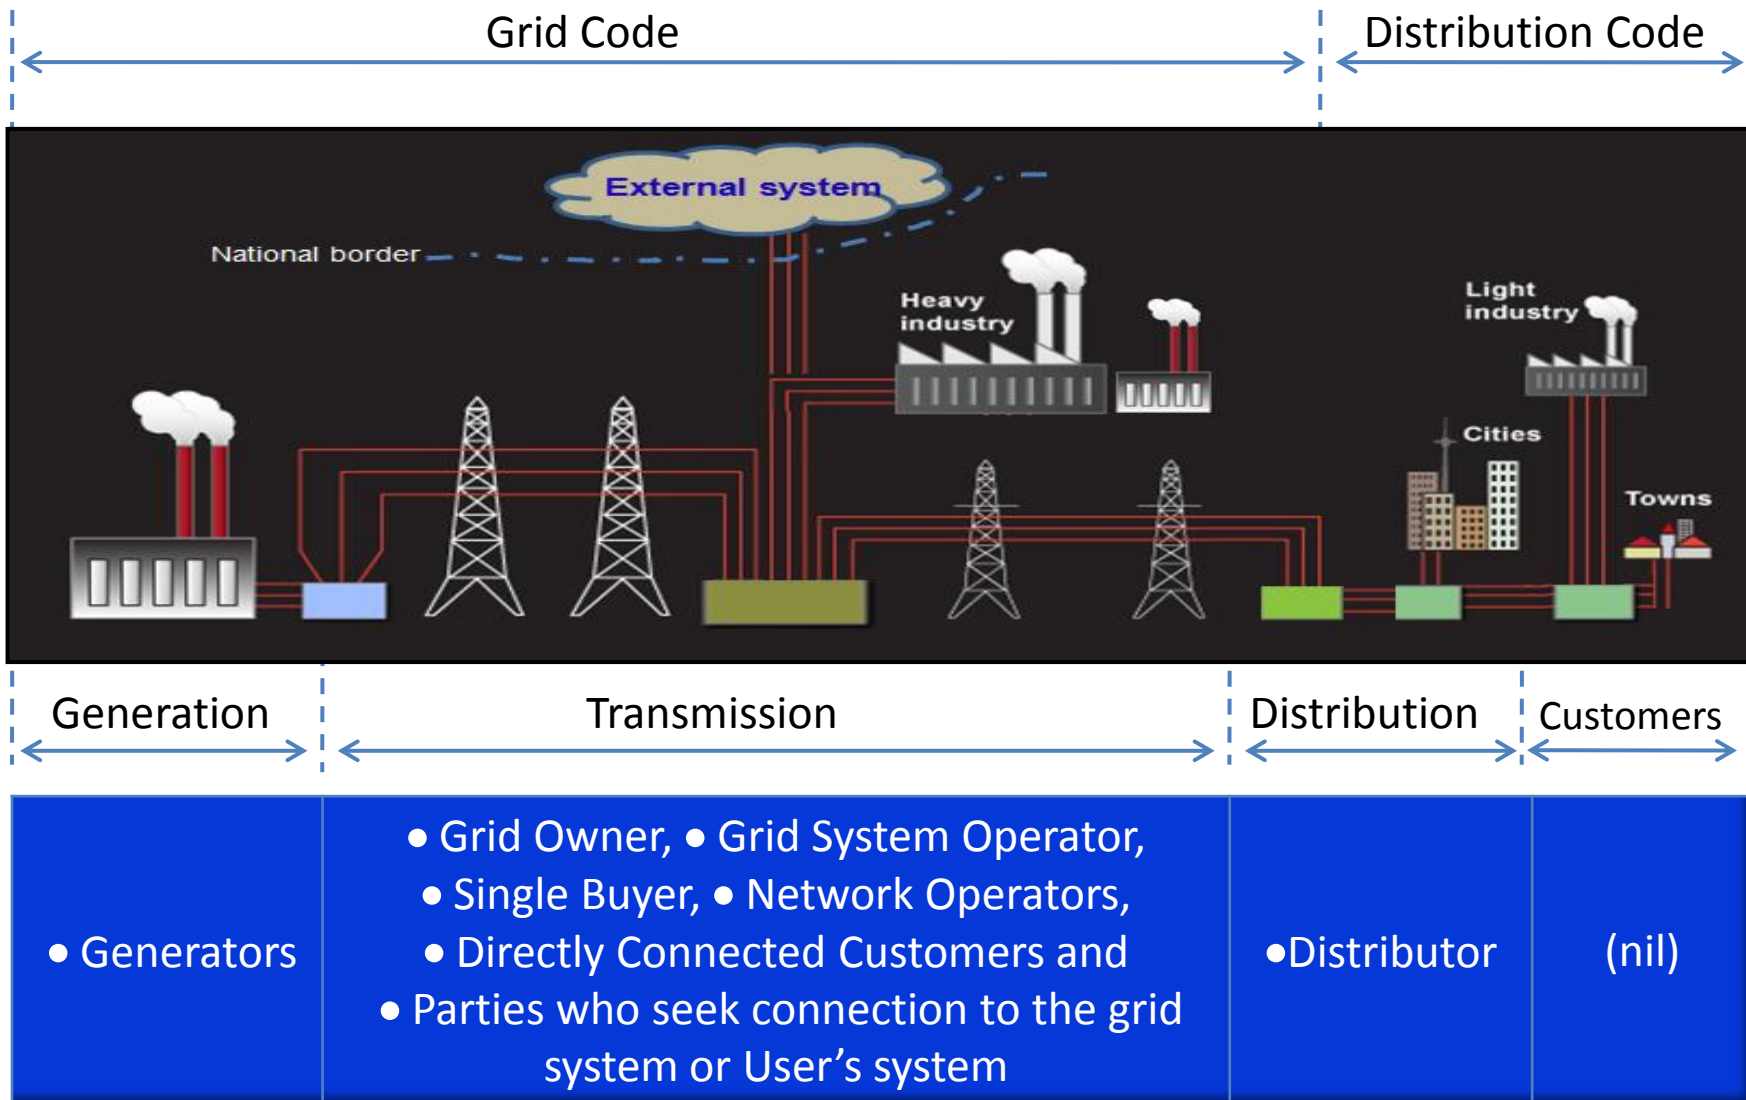 Grid Code
Distribution Code
External system
National border
Heavy
industry
Light
industry
Cities
Towns
Generation
Transmission
Distribution
Customers
● Generators
● Grid Owner, ● Grid System Operator,
● Single Buyer, ● Network Operators,
● Directly Connected Customers and
● Parties who seek connection to the grid
system or User’s system
●Distributor
(nil)